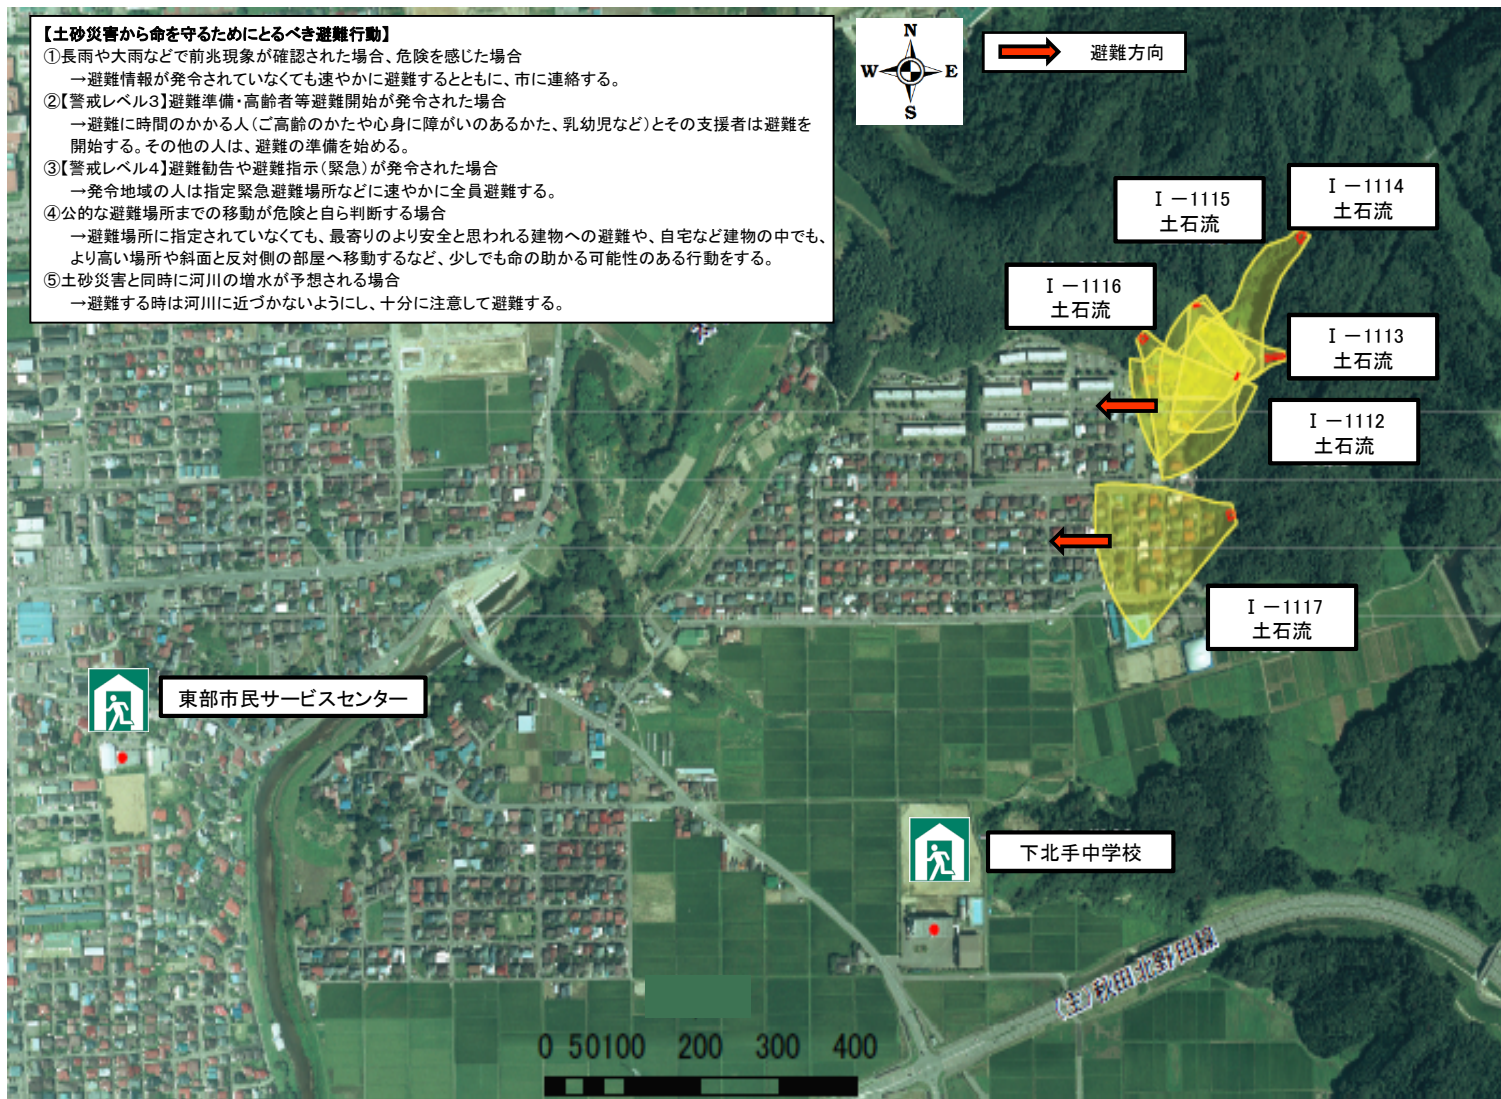 【土砂災害から命を守るためにとるべき避難行動】
①長雨や大雨などで前兆現象が確認された場合、危険を感じた場合
→避難情報が発令されていなくても速やかに避難するとともに、市に連絡する。
②【警戒レベル3】避難準備・高齢者等避難開始が発令された場合
→避難に時間のかかる人(ご高齢のかたや心身に障がいのあるかた、乳幼児など)とその支援者は避難を
開始する。その他の人は、避難の準備を始める。
③【警戒レベル4】避難勧告や避難指示(緊急)が発令された場合
→発令地域の人は指定緊急避難場所などに速やかに全員避難する。
④公的な避難場所までの移動が危険と自ら判断する場合
→避難場所に指定されていなくても、最寄りのより安全と思われる建物への避難や、自宅など建物の中でも、
より高い場所や斜面と反対側の部屋へ移動するなど、少しでも命の助かる可能性のある行動をする。
⑤土砂災害と同時に河川の増水が予想される場合
→避難する時は河川に近づかないようにし、十分に注意して避難する。
N
W E
S
避難方向
Ⅰ－1114
土石流
Ⅰ－1115
土石流
Ⅰ－1116
土石流
Ⅰ－1113
土石流
Ⅰ－1112
土石流
Ⅰ－1117
土石流
東部市民サービスセンター
下北手中学校
(主)秋田北野田線
0 50100 200 300 400